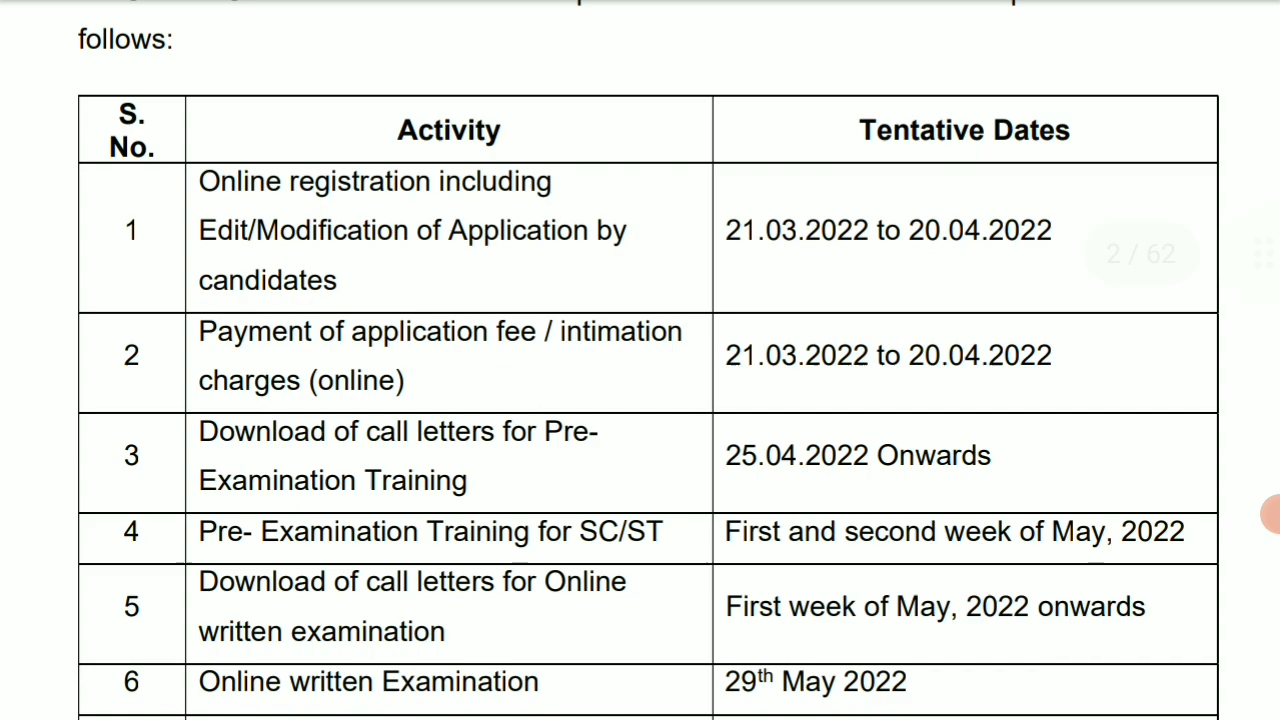 follows:
S.
No.
Activity
Tentative Dates
1
Online registration including
Edit/Modification of Application by
candidates
21.03.2022 to 20.04.2022
2 / 62
2
Payment of application fee / intimation
charges (online)
21.03.2022 to 20.04.2022
3
Download of call letters for Pre-
Examination Training
25.04.2022 Onwards
4
Pre- Examination Training for SC/ST
First and second week of May, 2022
5
Download of call letters for Online
written examination
First week of May, 2022 onwards
6
Online written Examination
29th May 2022